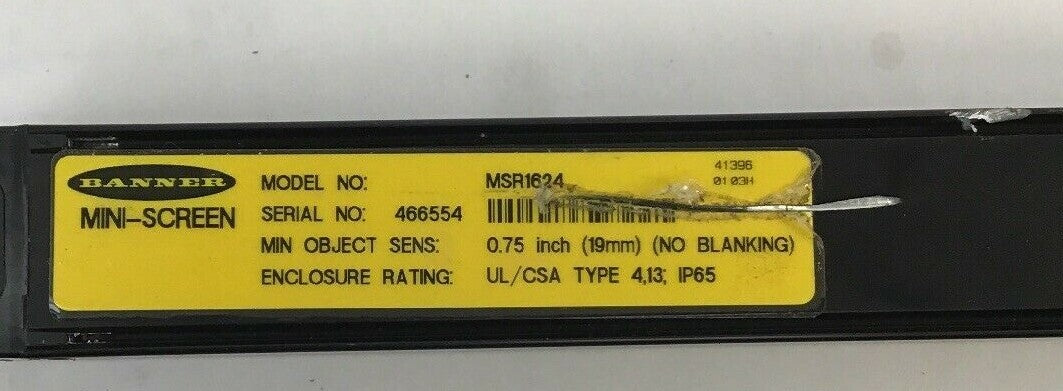 BANNER
MINI-SCREEN
MODEL NO: MSR1624
41396
0103H
SERIAL NO: 466554
MIN OBJECT SENS: 0.75 inch (19mm) (NO BLANKING)
ENCLOSURE RATING: UL/CSA TYPE 4,13; IP65